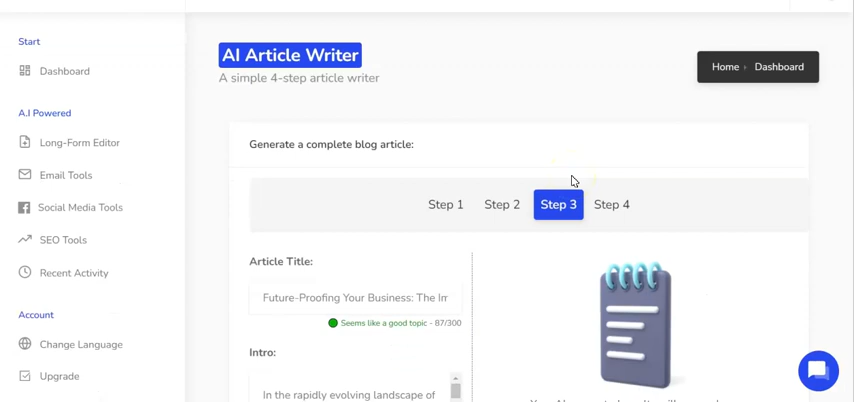 Start
Dashboard
A.I Powered
Long-Form Editor
Email Tools
Social Media Tools
SEO Tools
Recent Activity
Account
Change Language
Upgrade
AI Article Writer
A simple 4-step article writer
Home › Dashboard
Generate a complete blog article:
Step 1 Step 2 Step 3 Step 4
Article Title:
Future-Proofing Your Business: The Im
Seems like a good topic - 87/300
Intro:
In the rapidly evolving landscape of